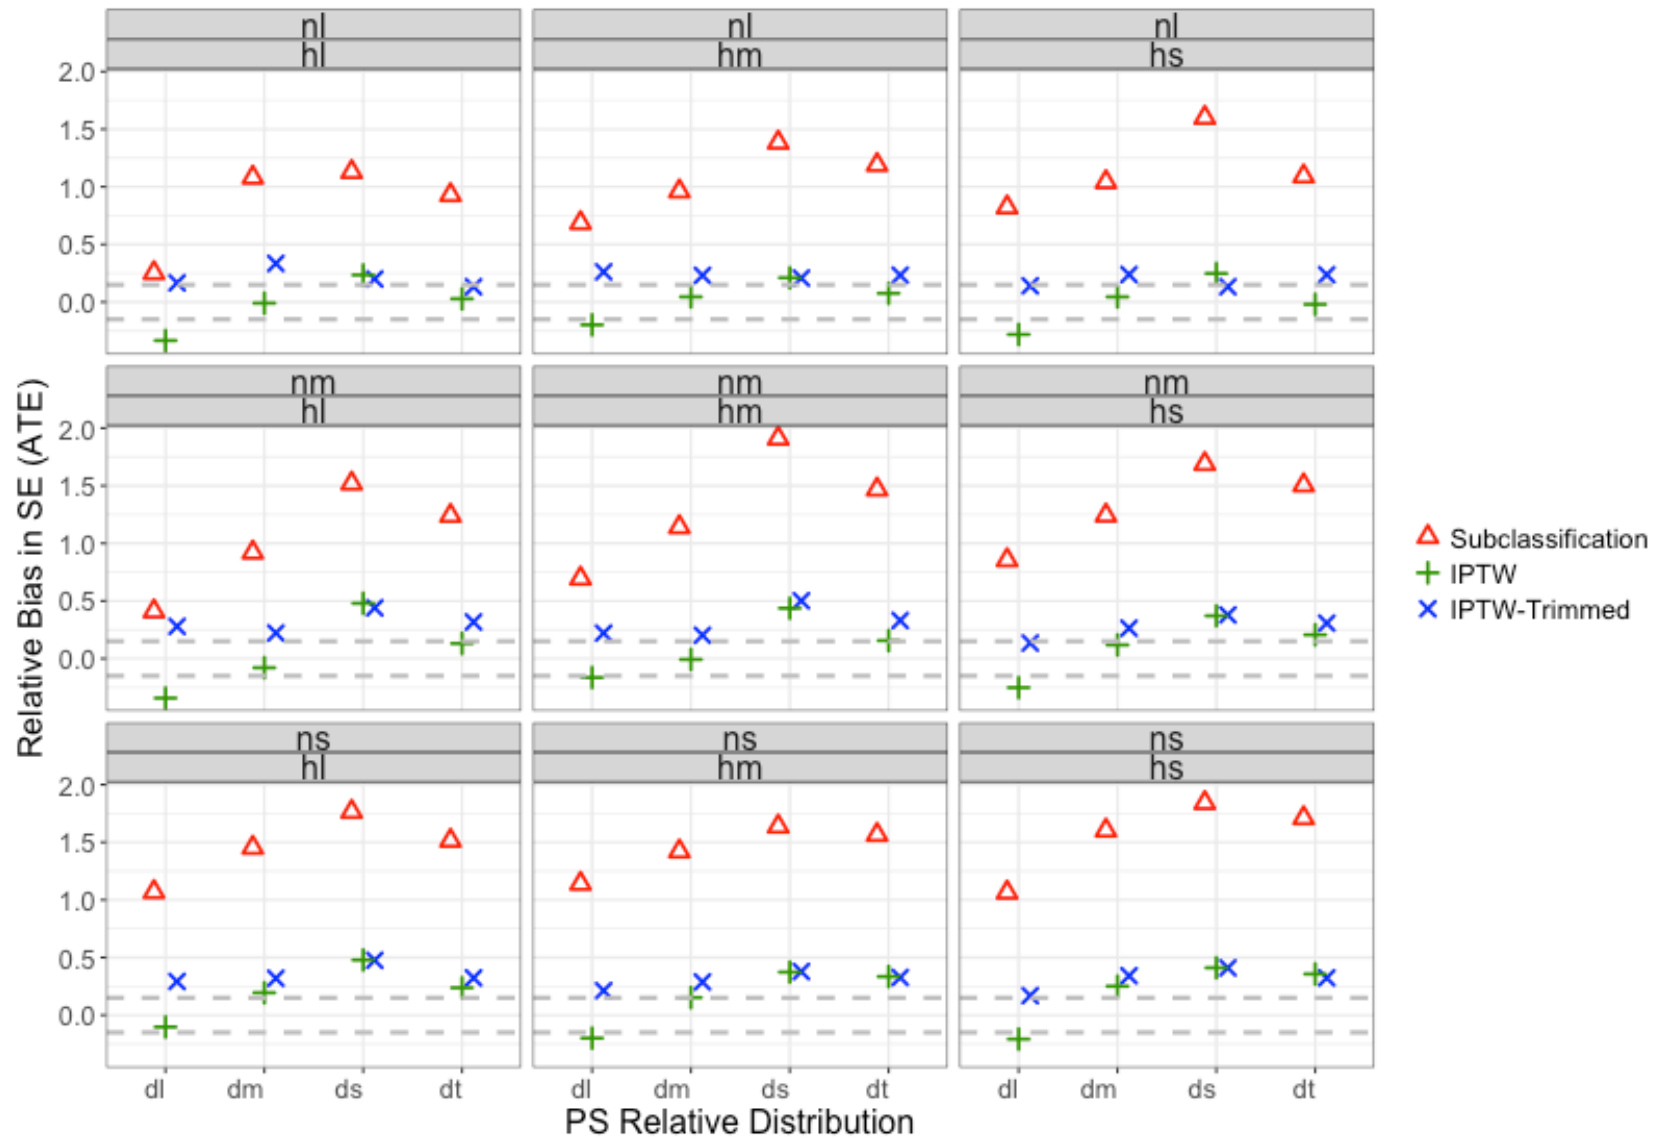 nl nl nl
hl hm hs
2.0
1.5
1.0
0.5
0.0
nm nm nm
hl hm hs
2.0
1.5
1.0
0.5
0.0
ns ns ns
hl hm hs
2.0
1.5
1.0
0.5
0.0
dl dm ds dt dl dm ds dt dl dm ds dt
PS Relative Distribution
Relative Bias in SE (ATE)
Subclassification
IPTW
IPTW-Trimmed